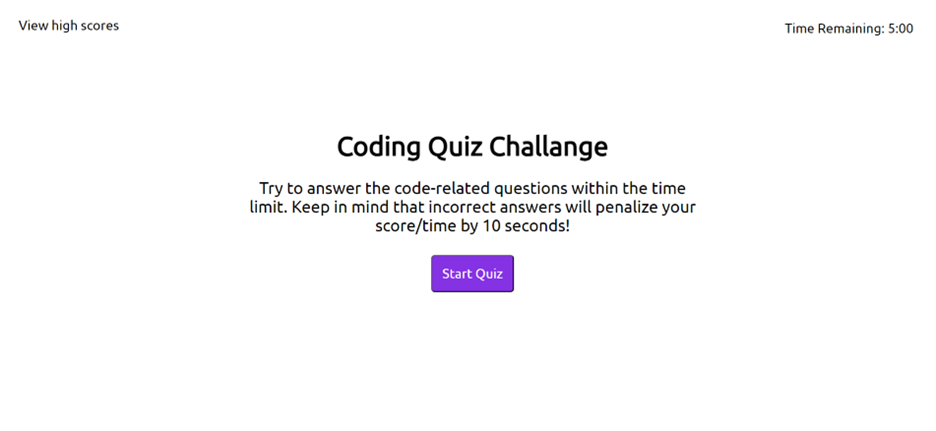 View high scores
Time Remaining: 5:00
Coding Quiz Challange
Try to answer the code-related questions within the time
limit. Keep in mind that incorrect answers will penalize your
score/time by 10 seconds!
Start Quiz